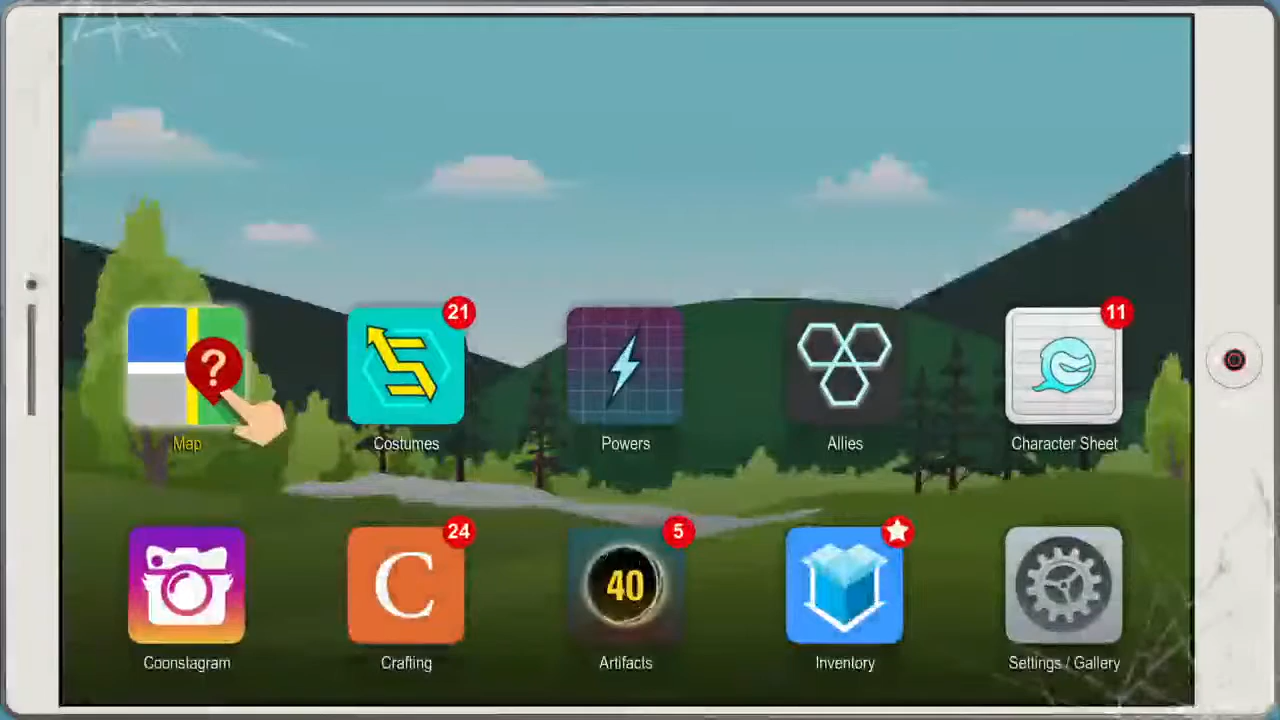 21
11
?
Map
Costumes
Powers
Allies
Character Sheet
24
5
C
40
Coonstagram
Crafting
Artifacts
Inventory
Settings / Gallery